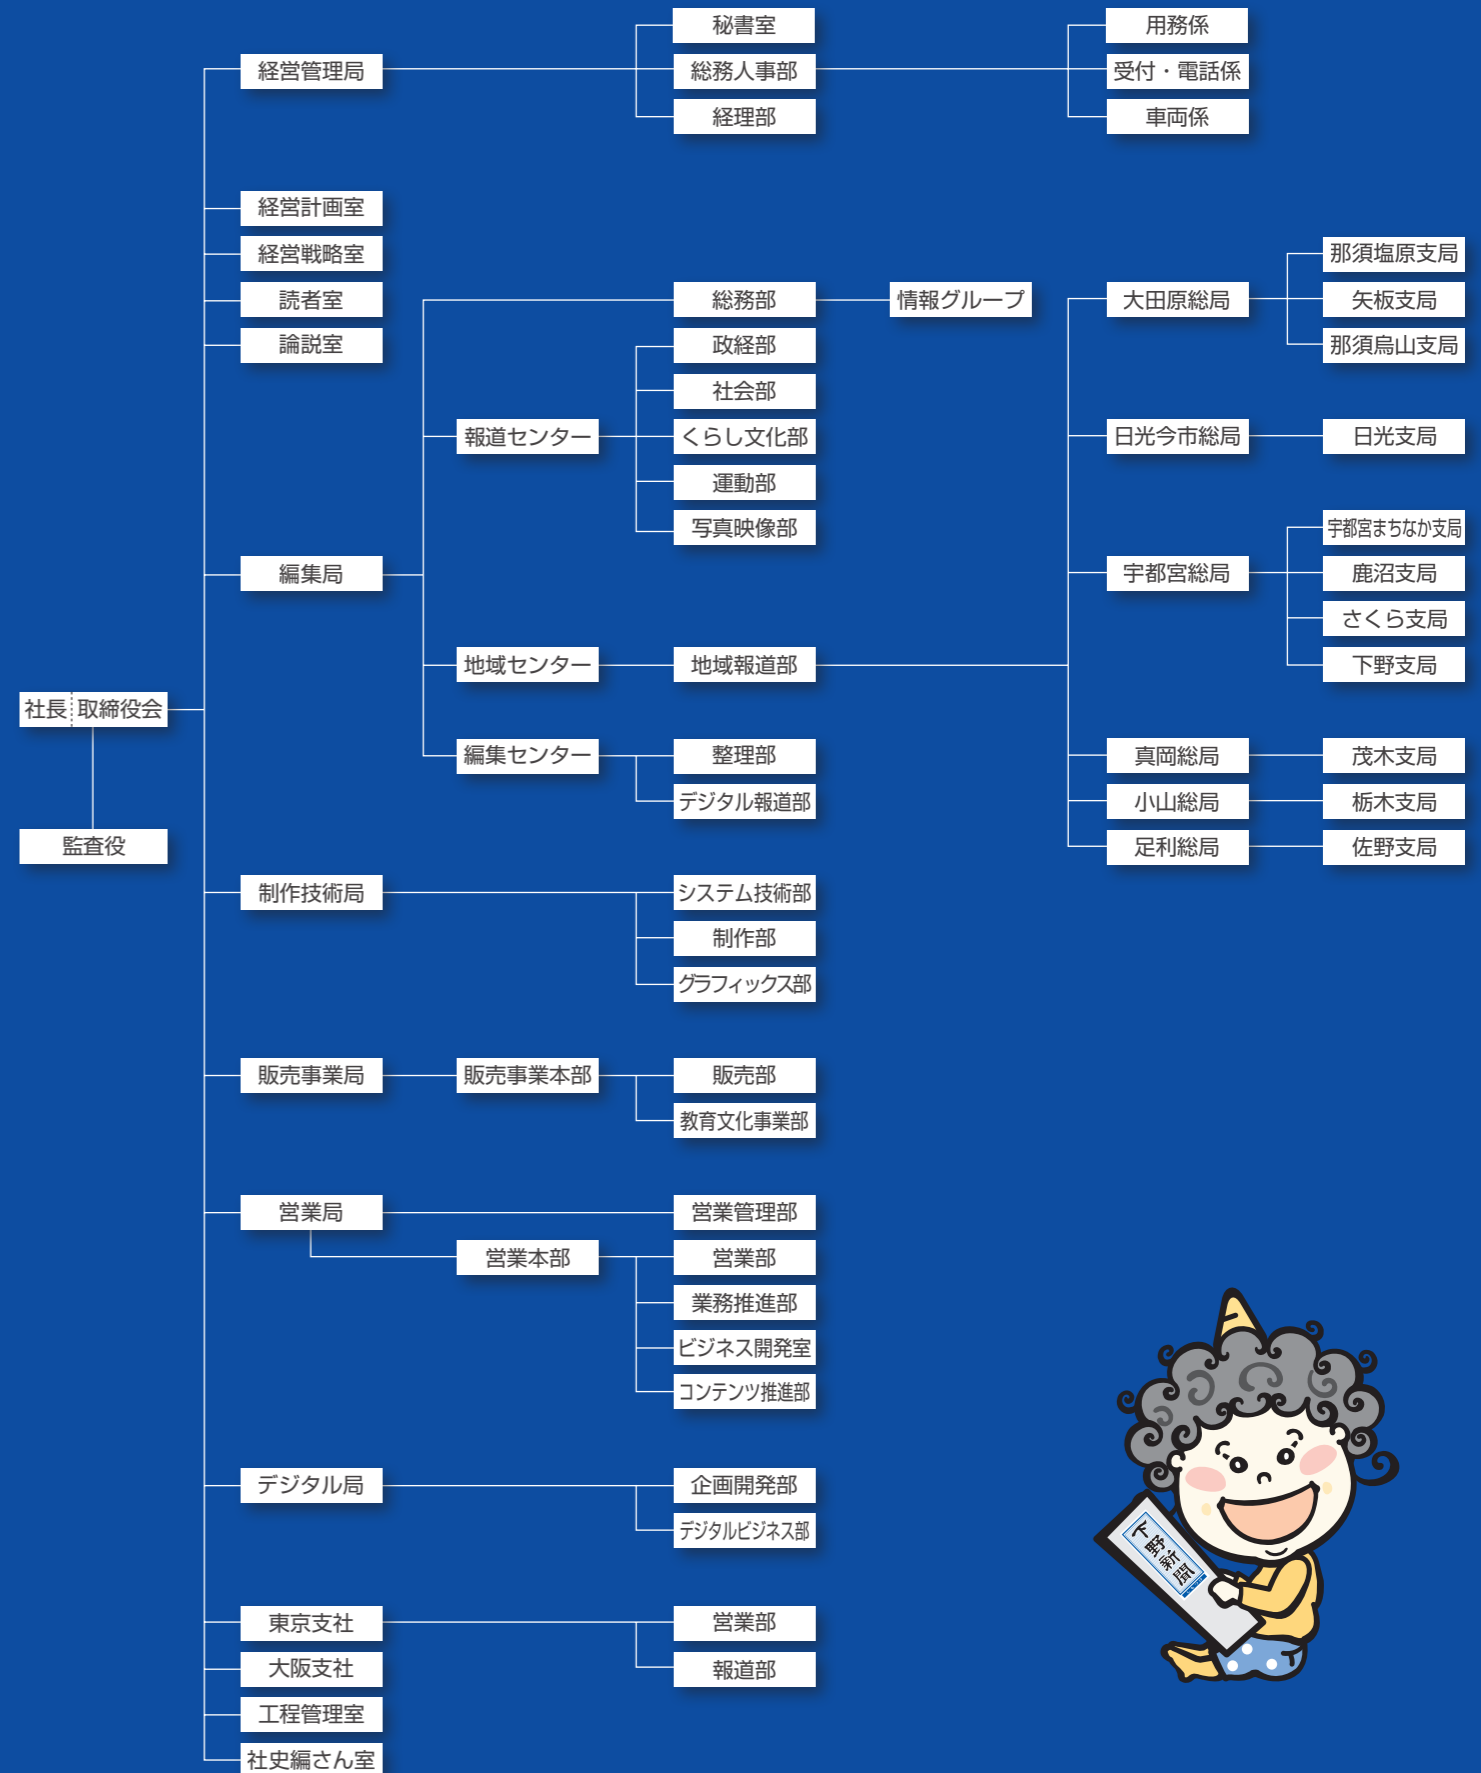 秘書室
用務係
経営管理局
総務人事部
受付・電話係
経理部
車両係
経営計画室
経営戦略室
読者室
論説室
総務部
情報グループ
大田原総局
那須塩原支局
矢板支局
那須烏山支局
政経部
社会部
報道センター
くらし文化部
日光今市総局
日光支局
運動部
写真映像部
宇都宮まちなか支局
編集局
宇都宮総局
鹿沼支局
さくら支局
地域センター
地域報道部
下野支局
社長
取締役会
編集センター
整理部
真岡総局
茂木支局
デジタル報道部
小山総局
栃木支局
監査役
足利総局
佐野支局
制作技術局
システム技術部
制作部
グラフィックス部
販売事業局
販売事業本部
販売部
教育文化事業部
営業局
営業管理部
営業本部
営業部
業務推進部
ビジネス開発室
コンテンツ推進部
デジタル局
企画開発部
デジタルビジネス部
下野新聞
東京支社
営業部
大阪支社
報道部
工程管理室
社史編さん室